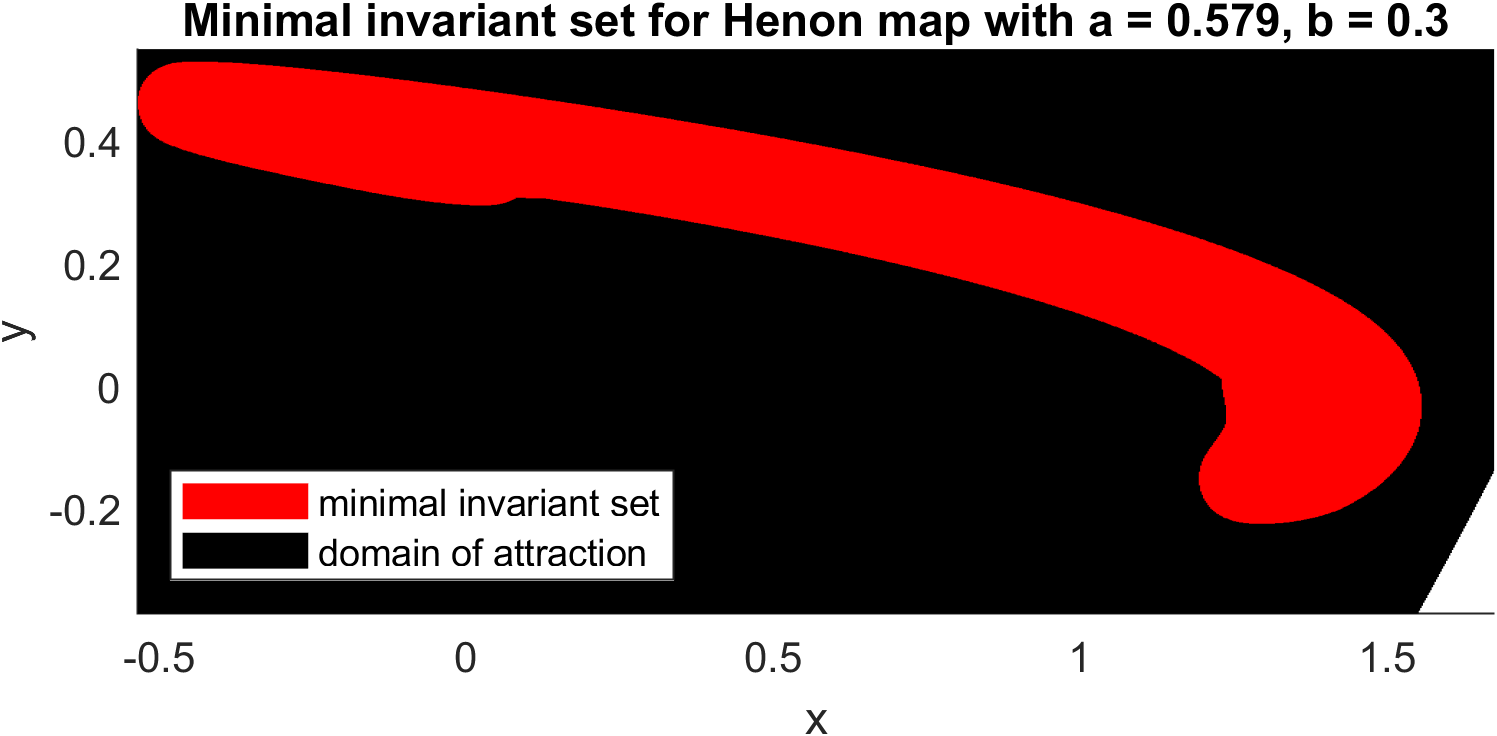 Minimal invariant set for Henon map with a = 0.579, b = 0.3
0.4
0.2
0
-0.2
y
minimal invariant set
domain of attraction
-0.5 0 0.5 1 1.5
x